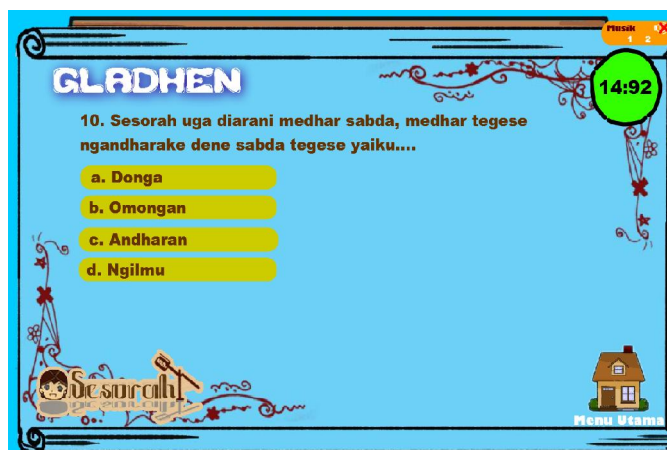 Musik
1 2
GLADHEN
14:92
10. Sesorah uga diarani medhar sabda, medhar tegese
ngandharake dene sabda tegese yaiku....
a. Donga
b. Omongan
c. Andharan
d. Ngilmu
Sesorah
Menu Utama